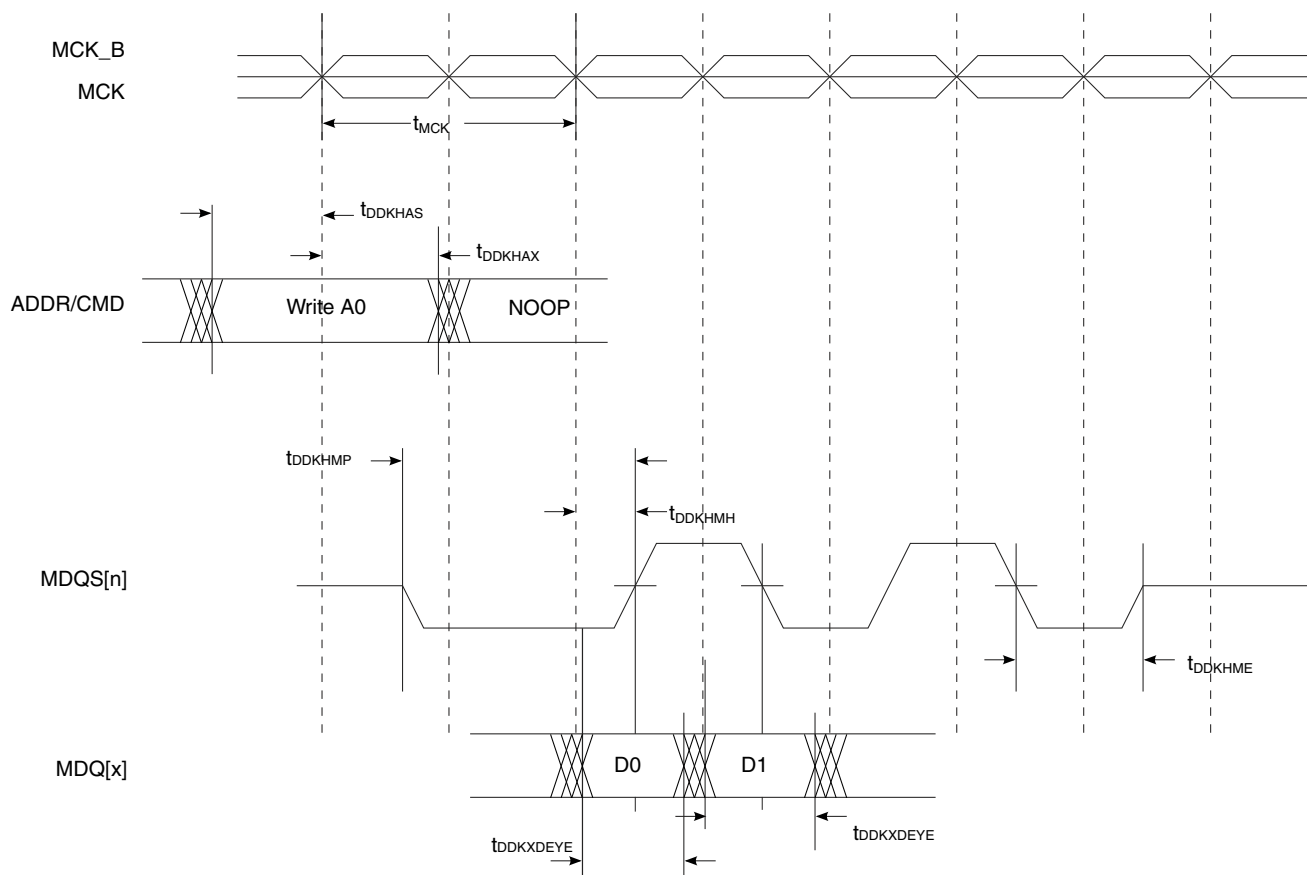 MCK_B
MCK
tMCK
tDDKHAS
tDDKHAX
ADDR/CMD
Write A0
NOOP
tDDKHMP
tDDKHMH
MDQS[n]
tDDKHME
MDQ[x]
D0
D1
tDDKXDEYE
tDDKXDEYE